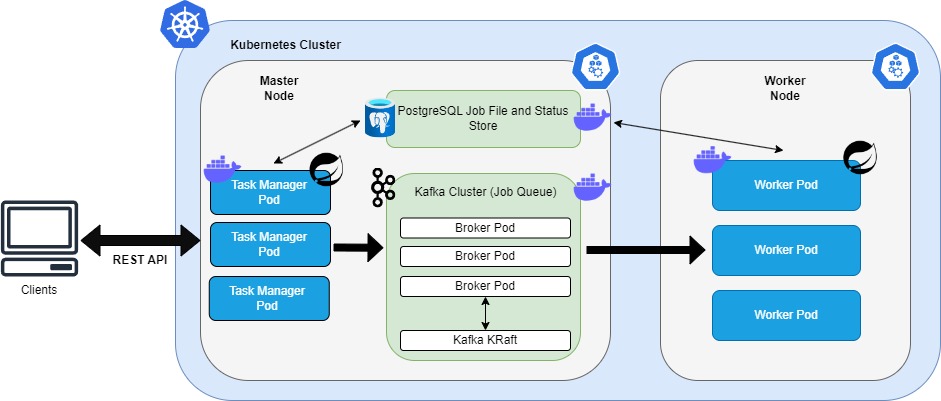 Kubernetes Cluster
Master
Node
Worker
Node
PostgreSQL Job File and Status
Store
Task Manager
Pod
Kafka Cluster (Job Queue)
Worker Pod
Broker Pod
Task Manager
Pod
Broker Pod
Worker Pod
REST API
Clients
Task Manager
Pod
Broker Pod
Worker Pod
Kafka KRaft